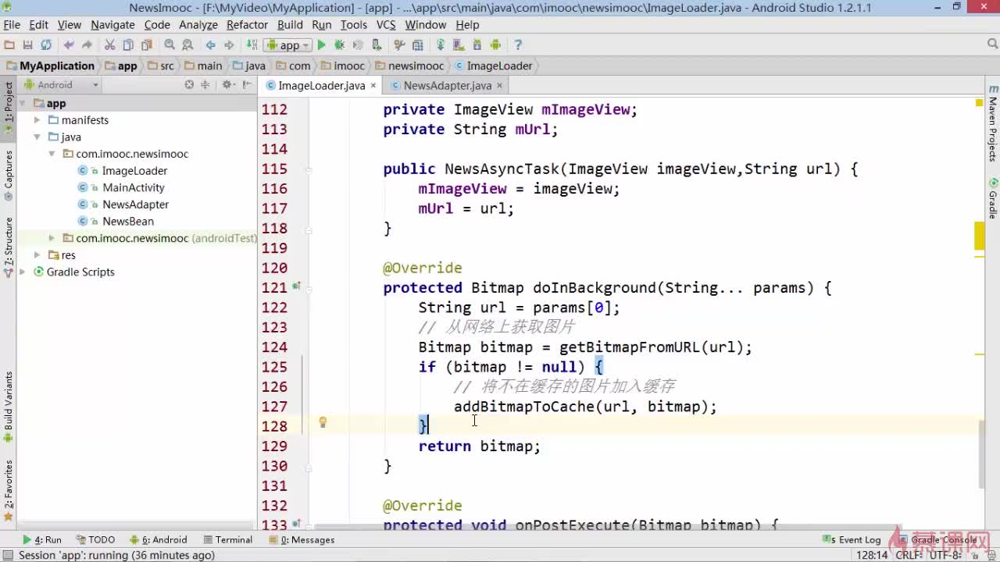 NewsImooc - [F:\MyVideo\MyApplication] - [app] - ...\app\src\main\java\com\imooc\newsimooc\ImageLoader.java - Android Studio 1.2.1.1
File Edit View Navigate Code Analyze Refactor Build Run Tools VCS Window Help
app
MyApplication app src main java com imooc newsimooc ImageLoader
Android
ImageLoader.java × NewsAdapter.java ×
1: Project
Captures
Z: Structure
Build Variants
2: Favorites
app
manifests
java
com.imooc.newsimooc
ImageLoader
MainActivity
NewsAdapter
NewsBean
com.imooc.newsimooc (androidTest)
res
Gradle Scripts
112 private ImageView mImageView;
113 private String mUrl;
114
115 public NewsAsyncTask(ImageView imageView,String url) {
116 mImageView = imageView;
117 mUrl = url;
118 }
119
120 @Override
121 protected Bitmap doInBackground(String... params) {
122 String url = params[0];
123 // 从网络上获取图片
124 Bitmap bitmap = getBitmapFromURL(url);
125 if (bitmap != null) {
126 // 将不在缓存的图片加入缓存
127 addBitmapToCache(url, bitmap);
128 }
129 return bitmap;
130 }
131
132 @Override
133 protected void onPostExecute(Bitmap bitmap) {
Maven Projects
Gradle
4: Run TODO 6: Android Terminal 0: Messages Event Log Gradle Console
慕课网
Session 'app': running (36 minutes ago) 128:14 CRLF: UTF-8: